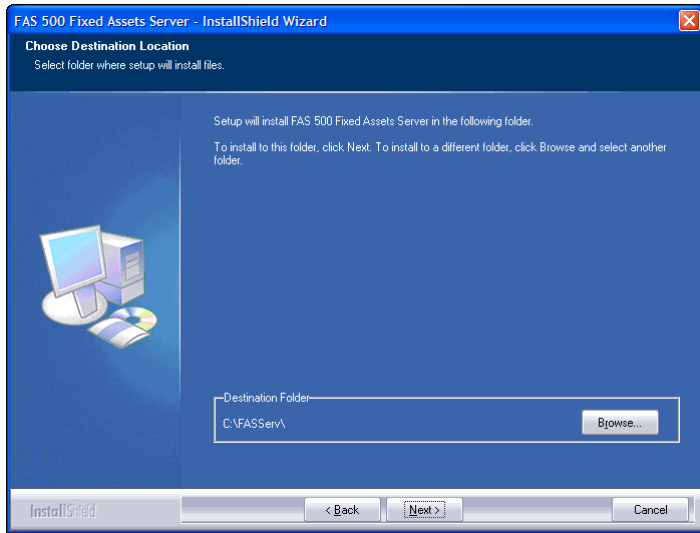 FAS 500 Fixed Assets Server - InstallShield Wizard
Choose Destination Location
Select folder where setup will install files.
Setup will install FAS 500 Fixed Assets Server in the following folder.
To install to this folder, click Next. To install to a different folder, click Browse and select another
folder.
Destination Folder
C:\FASServ\
Browse...
InstallShield
< Back
Next >
Cancel